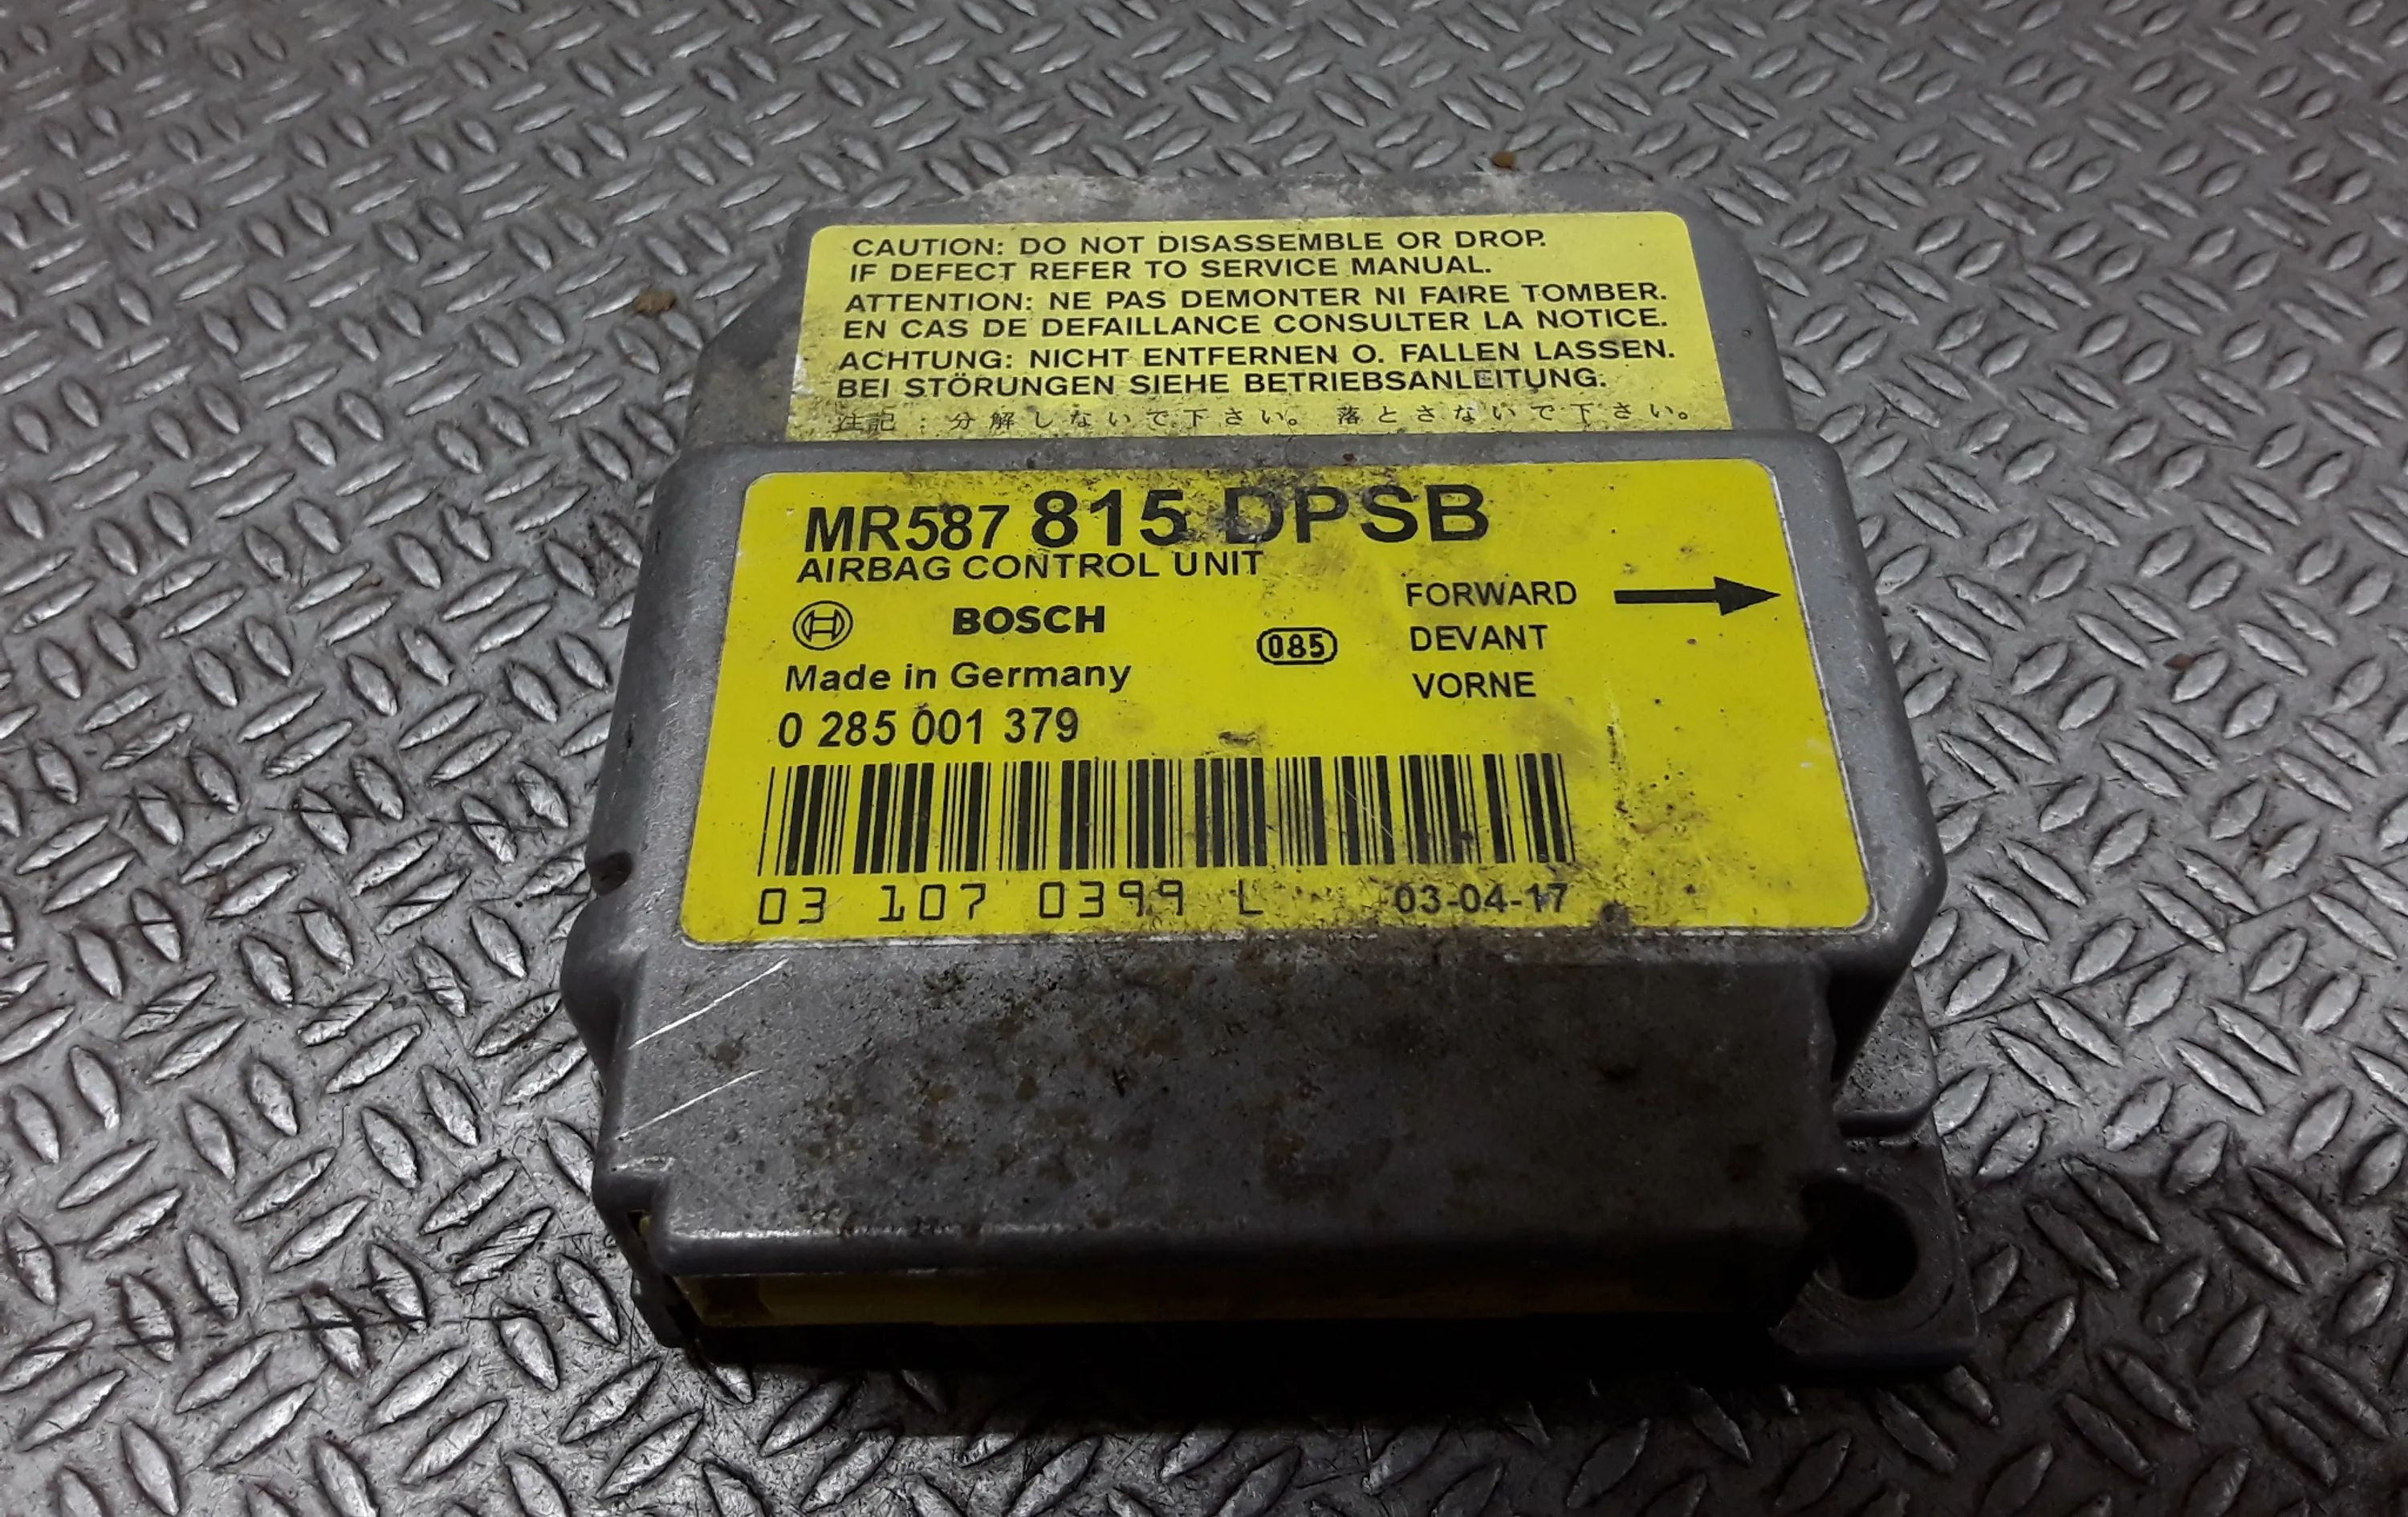 CAUTION: DO NOT DISASSEMBLE OR DROP.
IF DEFECT REFER TO SERVICE MANUAL.
ATTENTION: NE PAS DEMONTER NI FAIRE TOMBER.
EN CAS DE DEFAILLANCE CONSULTER LA NOTICE.
ACHTUNG: NICHT ENTFERNEN O. FALLEN LASSEN.
BEI STÖRUNGEN SIEHE BETRIEBSANLEITUNG.
注記 : 分解しないで下さい。 落とさないで下さい。
MR587 815 DPSB
AIRBAG CONTROL UNIT
BOSCH
Made in Germany
0 285 001 379
085
FORWARD
DEVANT
VORNE
03 107 0399 L 03-04-17